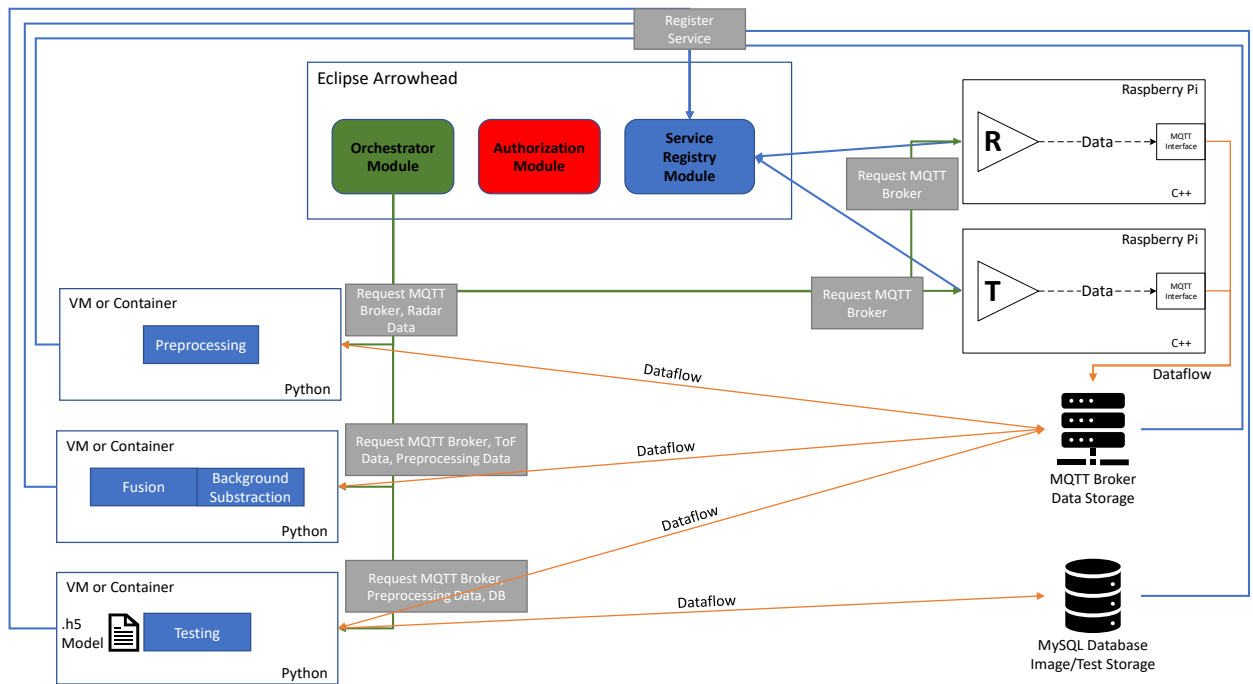 Register
Service
Eclipse Arrowhead
Orchestrator
Module
Authorization
Module
Service
Registry
Module
Raspberry Pi
R
Data
MQTT
Interface
C++
Request MQTT
Broker
Raspberry Pi
T
Data
MQTT
Interface
C++
Request MQTT
Broker
Request MQTT
Broker, Radar
Data
VM or Container
Preprocessing
Python
Dataflow
Dataflow
MQTT Broker
Data Storage
Request MQTT Broker, ToF
Data, Preprocessing Data
Dataflow
VM or Container
Fusion
Background
Substraction
Python
Dataflow
Request MQTT Broker,
Preprocessing Data, DB
VM or Container
.h5
Model
Testing
Python
Dataflow
MySQL Database
Image/Test Storage